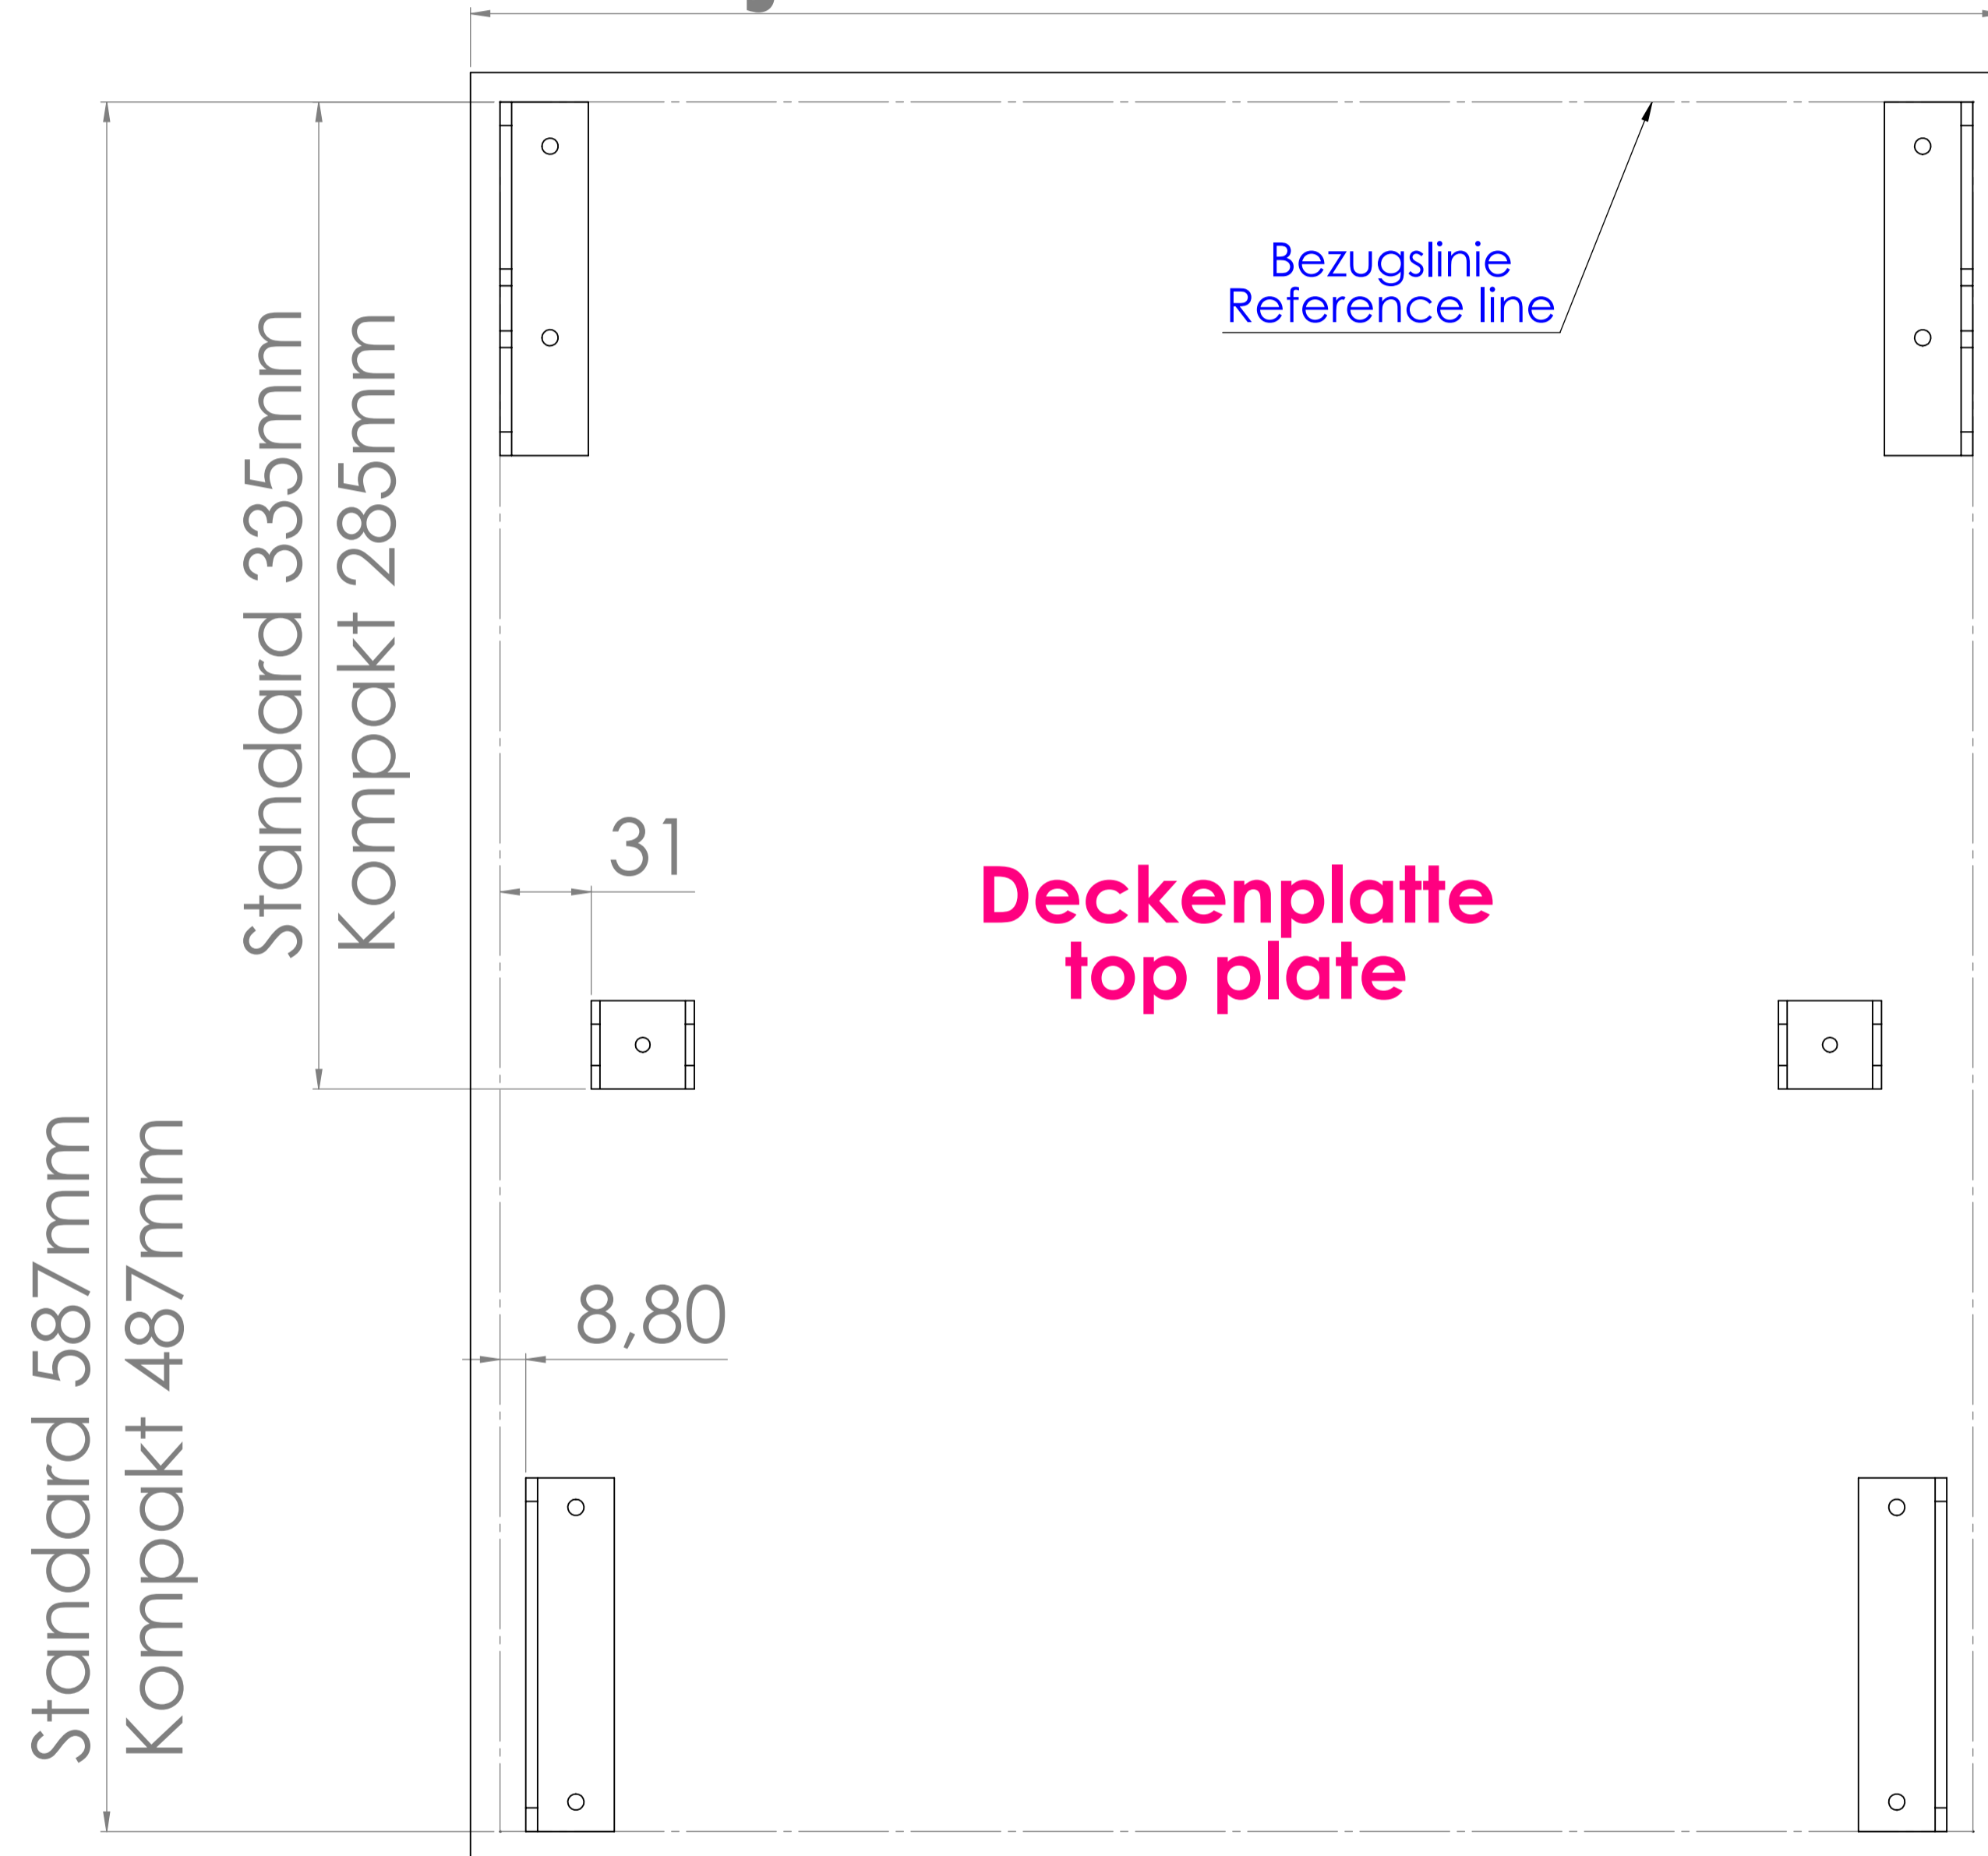 Bezugslinie
Reference line
Standard 335mm
Kompakt 285mm
31
Deckenplatte
top plate
Standard 587mm
Kompakt 487mm
8,80